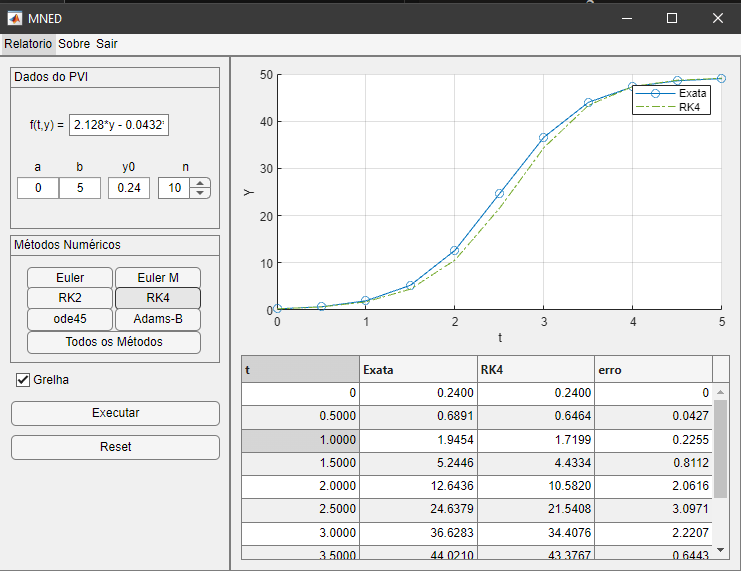 MNED
Relatorio Sobre Sair
Dados do PVI
f(t,y) = 2.128*y - 0.0432*
a b y0 n
0 5 0.24 10
Métodos Numéricos
Euler Euler M
RK2 RK4
ode45 Adams-B
Todos os Métodos
Grelha
Executar
Reset
50
40
30
20
10
0
Y
0 1 2 3 4 5
t
Exata
RK4
t Exata RK4 erro
0 0.2400 0.2400 0
0.5000 0.6891 0.6464 0.0427
1.0000 1.9454 1.7199 0.2255
1.5000 5.2446 4.4334 0.8112
2.0000 12.6436 10.5820 2.0616
2.5000 24.6379 21.5408 3.0971
3.0000 36.6283 34.4076 2.2207
3.5000 44.0210 43.3767 0.6443